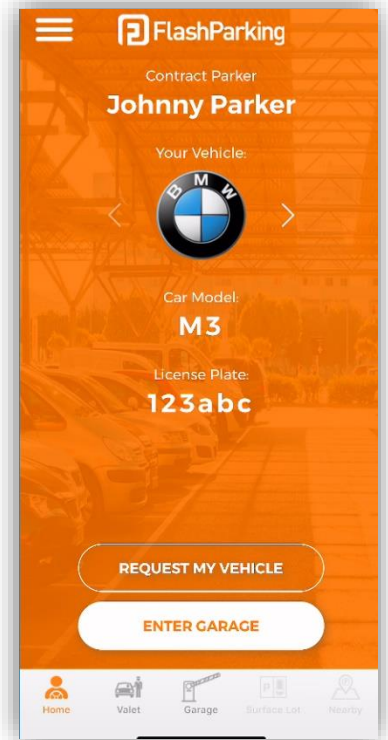 FlashParking
Contract Parker
Johnny Parker
Your Vehicle:
BMW
Car Model:
M3
License Plate:
123abc
REQUEST MY VEHICLE
ENTER GARAGE
Home Valet Garage Surface Lot Nearby